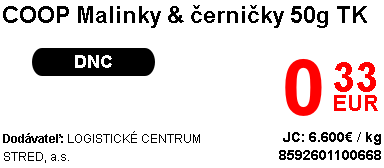 COOP Malinky & černičky 50g TK
DNC
0 33
EUR
Dodávateľ: LOGISTICKÉ CENTRUM
STRED, a.s.
JC: 6.600€ / kg
8592601100668